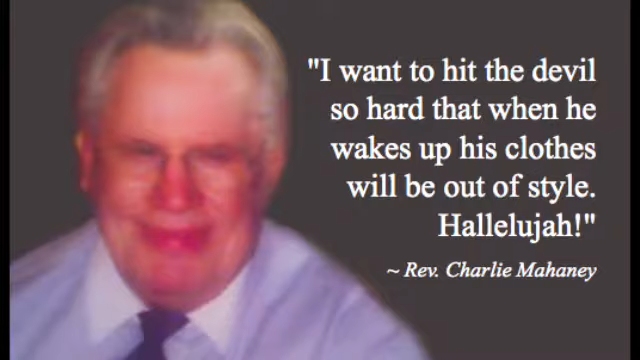 "I want to hit the devil
so hard that when he
wakes up his clothes
will be out of style.
Hallelujah!"
~ Rev. Charlie Mahaney